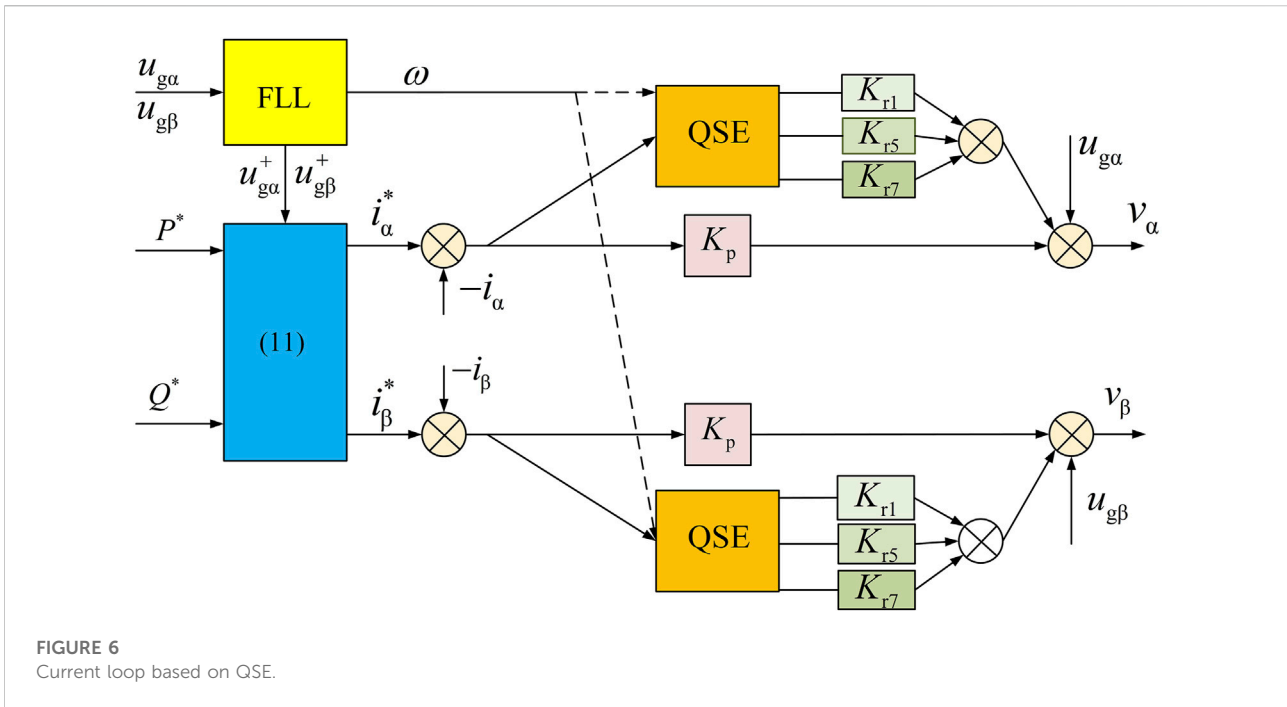 u_gα
u_gβ
FLL
ω
u_gα^+ u_gβ^+
QSE
K_r1
K_r5
K_r7
u_gα
P^*
i_α^*
K_p
v_α
-i_α
(11)
Q^*
i_β^*
-i_β
K_p
v_β
QSE
K_r1
K_r5
K_r7
u_gβ
FIGURE 6
Current loop based on QSE.